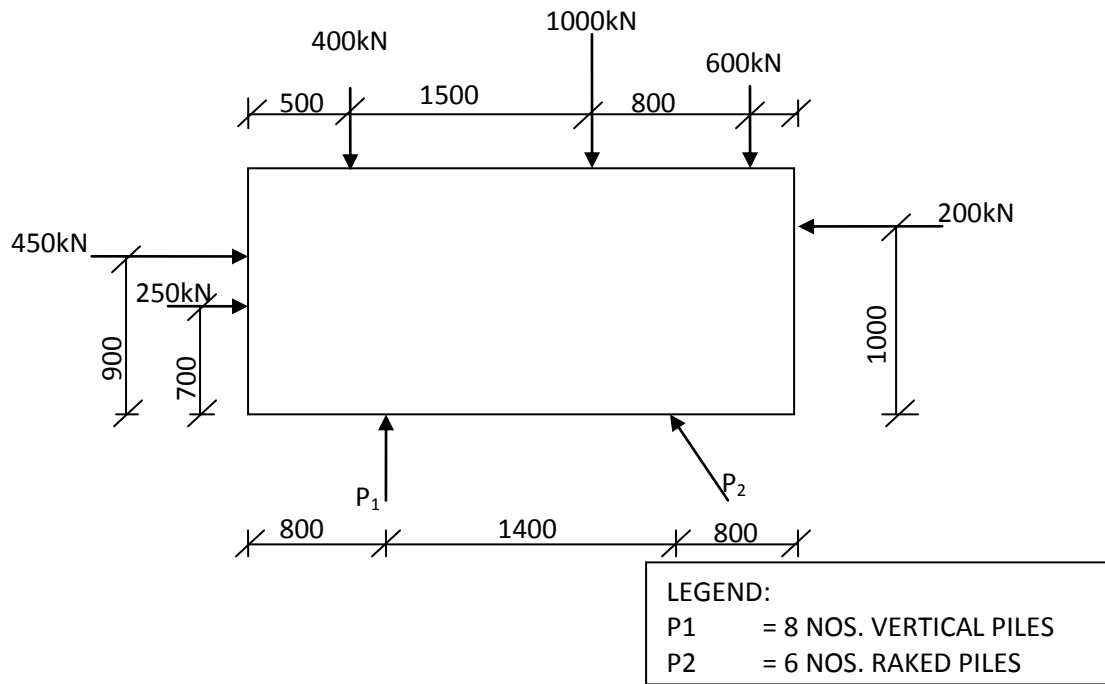 1000kN
400kN
600kN
500 1500 800
200kN
450kN
250kN
900
700
1000
P1
P2
800 1400 800
LEGEND:
P1 = 8 NOS. VERTICAL PILES
P2 = 6 NOS. RAKED PILES